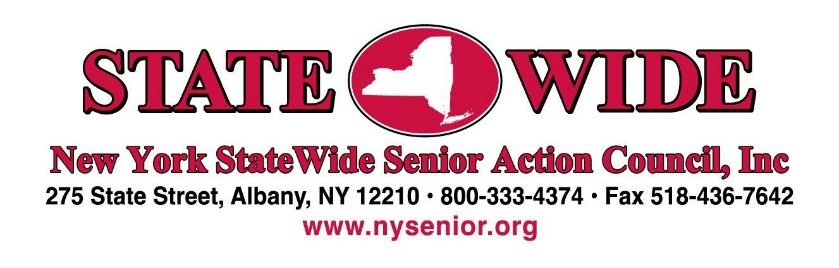 STATE WIDE
New York StateWide Senior Action Council, Inc
275 State Street, Albany, NY 12210 • 800-333-4374 • Fax 518-436-7642
www.nysenior.org